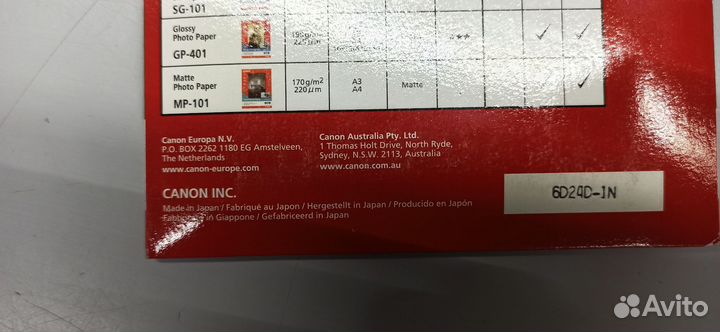 SG-101
Glossy
Photo Paper
GP-401
★★ ✓ ✓
Matte
Photo Paper
MP-101
170g/m²
220μm
A3
A4
Matte
✓
Canon Europa N.V.
P.O. BOX 2262 1180 EG Amstelveen,
The Netherlands
www.canon-europe.com
Canon Australia Pty. Ltd.
1 Thomas Holt Drive, North Ryde,
Sydney, N.S.W. 2113, Australia
www.canon.com.au
CANON INC.
Made in Japan / Fabriqué au Japon / Hergestellt in Japan / Producido en Japón
Fabbricato in Giappone / Gefabriceerd in Japan
6D24D-IN
Avito